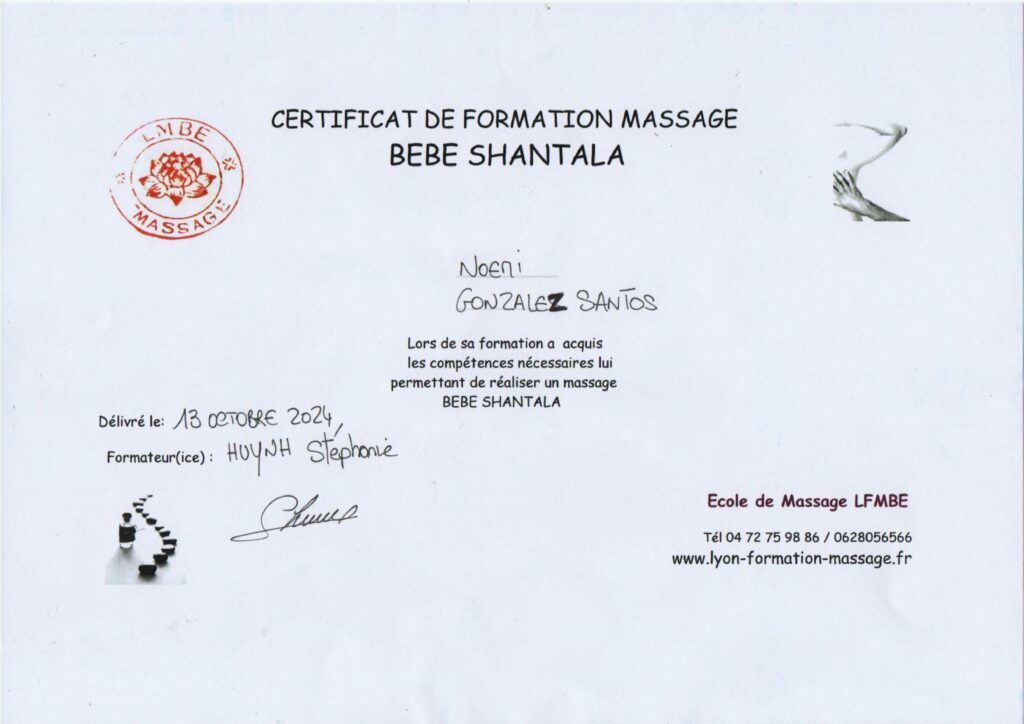 CERTIFICAT DE FORMATION MASSAGE
BEBE SHANTALA
LMBE
MASSAGE
NOEMI
GONZALEZ SANTOS
Lors de sa formation a acquis
les compétences nécessaires lui
permettant de réaliser un massage
BEBE SHANTALA
Délivré le: 13 OCTOBRE 2024,
Formateur(ice) : HUYNH Stéphanie
Ecole de Massage LFMBE
Tél 04 72 75 98 86 / 0628056566
www.lyon-formation-massage.fr